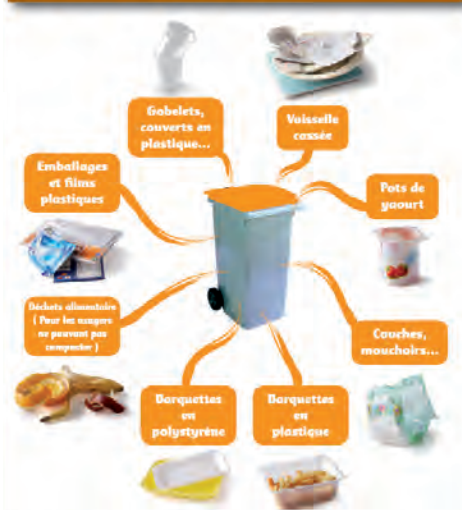 Gobelets,
couverts en
plastique...
Vaisselle
cassée
Emballages
et films
plastiques
Pots de
yaourt
Déchets alimentaire
( Pour les usagers
ne pouvant pas
composter )
Couches,
mouchoirs...
Barquettes
en
polystyrène
Barquettes
en
plastique